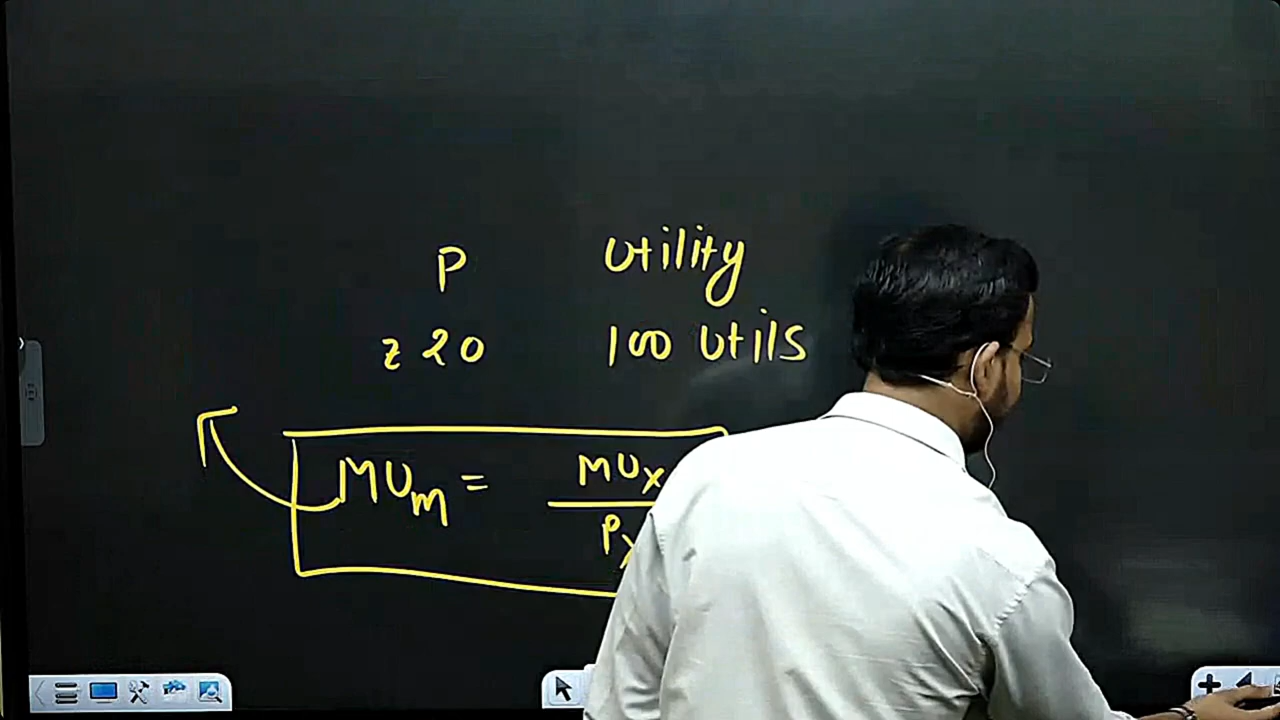 P Utility
₹ 20 100 Utils
MUm = MUx
Px